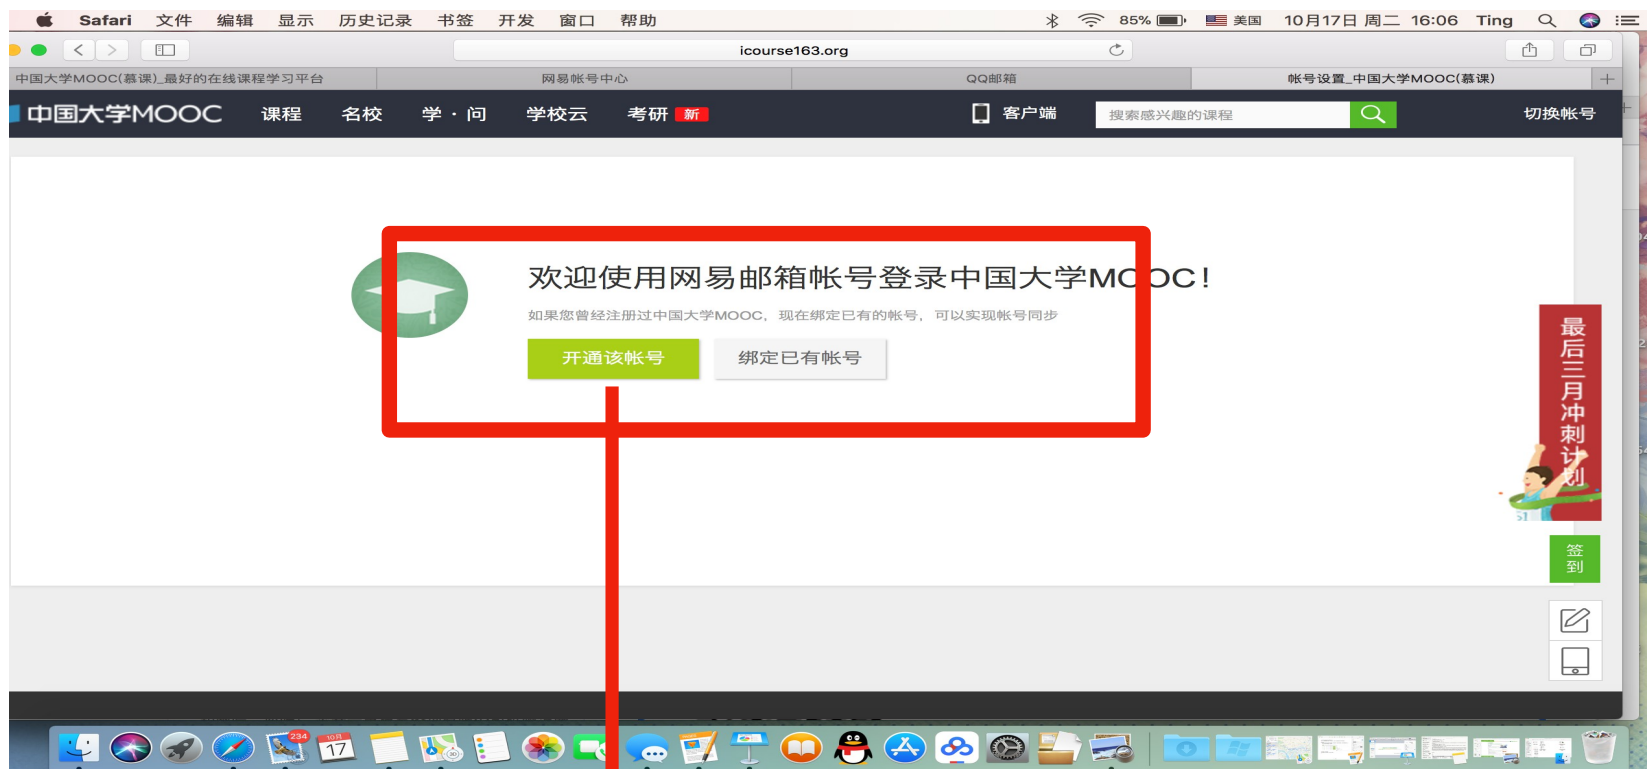 Safari 文件 编辑 显示 历史记录 书签 开发 窗口 帮助 85% 美国 10月17日 周二 16:06 Ting
icourse163.org
中国大学MOOC(慕课)_最好的在线课程学习平台 网易帐号中心 QQ邮箱 帐号设置_中国大学MOOC(慕课)
中国大学MOOC 课程 名校 学·问 学校云 考研 新 客户端 搜索感兴趣的课程 切换帐号
欢迎使用网易邮箱帐号登录中国大学MOOC!
如果您曾经注册过中国大学MOOC，现在绑定已有的帐号，可以实现帐号同步
开通该帐号 绑定已有帐号
最后三月冲刺计划
签到
234
10月
17